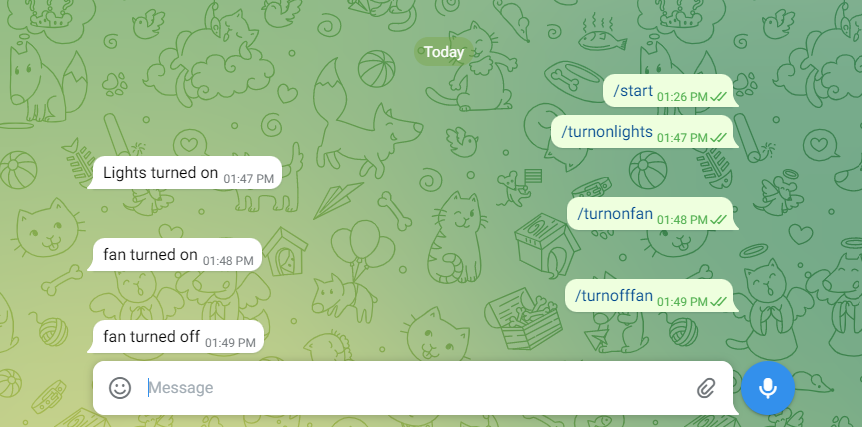 Today
/start 01:26 PM
/turnonlights 01:47 PM
Lights turned on 01:47 PM
/turnonfan 01:48 PM
fan turned on 01:48 PM
/turnofffan 01:49 PM
fan turned off 01:49 PM
Message